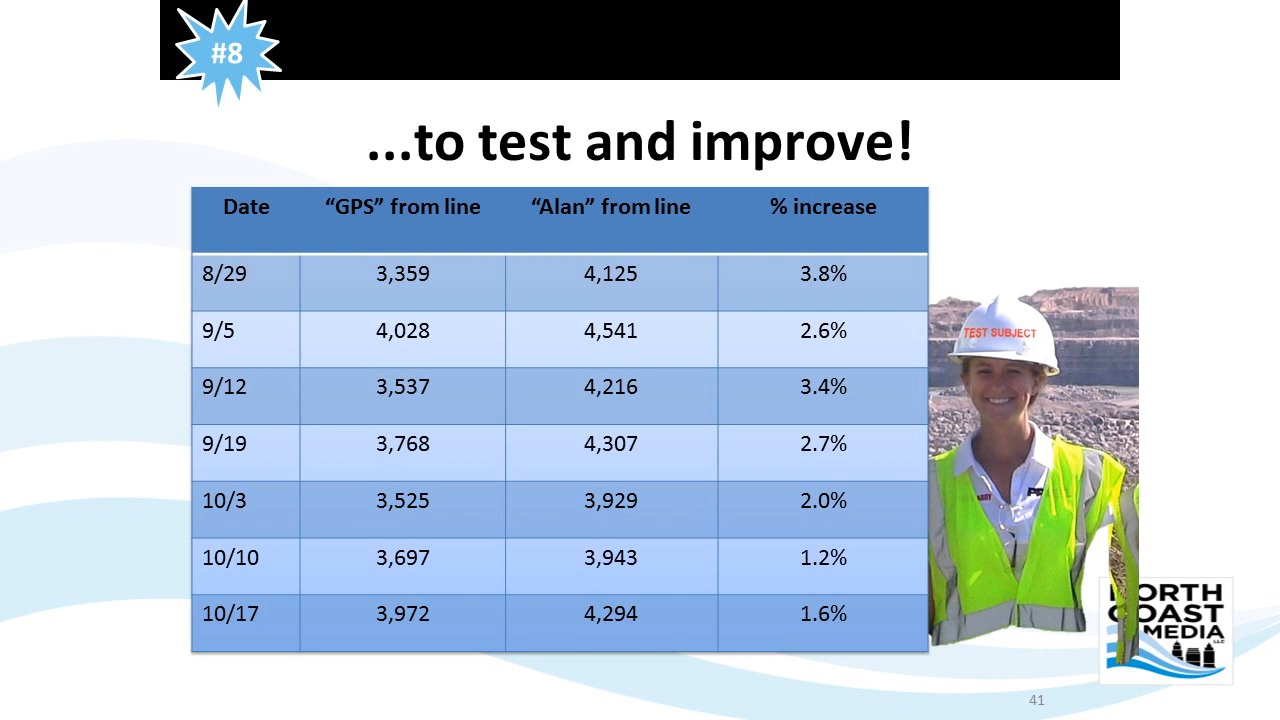 #8
...to test and improve!
Date “GPS” from line “Alan” from line % increase
8/29 3,359 4,125 3.8%
9/5 4,028 4,541 2.6%
9/12 3,537 4,216 3.4%
9/19 3,768 4,307 2.7%
10/3 3,525 3,929 2.0%
10/10 3,697 3,943 1.2%
10/17 3,972 4,294 1.6%
TEST SUBJECT
ORTH
OAST
MEDIA
LLC
41